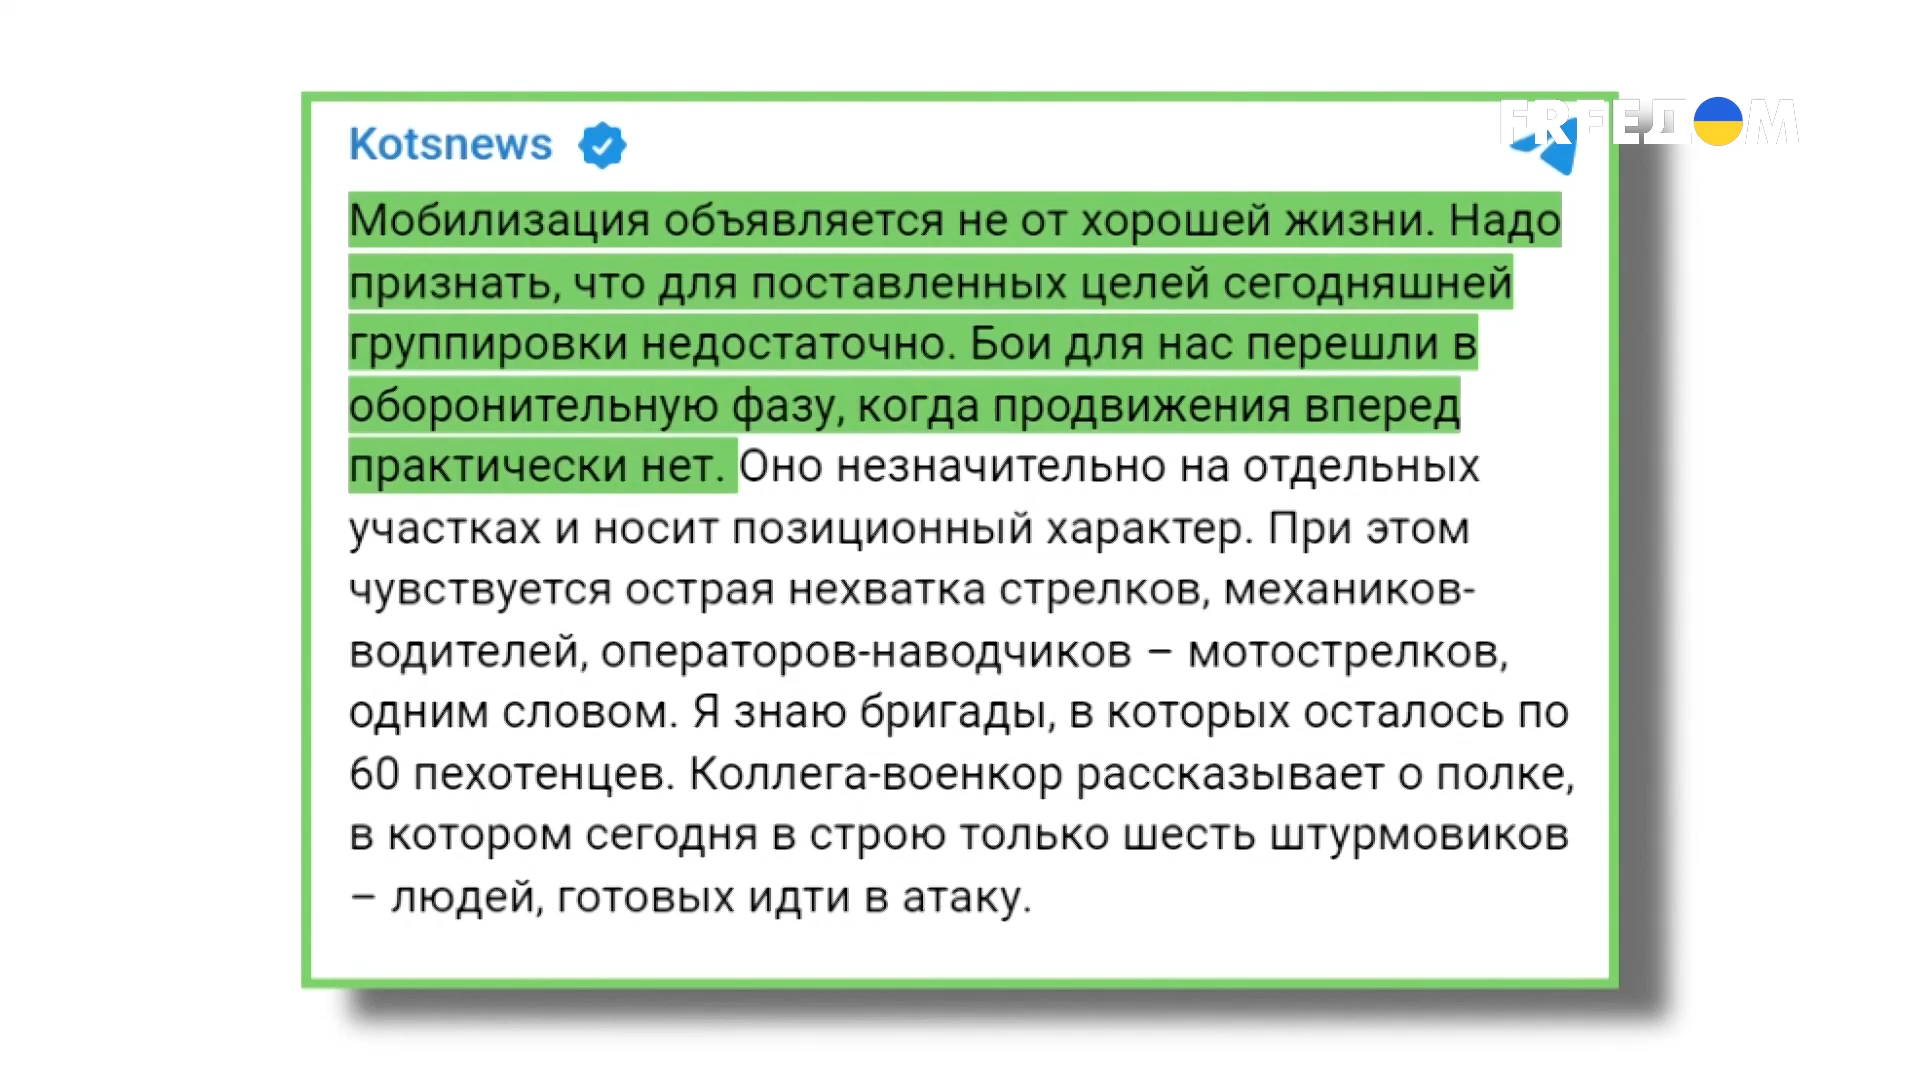 FREEДОМ
Kotsnews
Мобилизация объявляется не от хорошей жизни. Надо
признать, что для поставленных целей сегодняшней
группировки недостаточно. Бои для нас перешли в
оборонительную фазу, когда продвижения вперед
практически нет. Оно незначительно на отдельных
участках и носит позиционный характер. При этом
чувствуется острая нехватка стрелков, механиков-
водителей, операторов-наводчиков – мотострелков,
одним словом. Я знаю бригады, в которых осталось по
60 пехотенцев. Коллега-военкор рассказывает о полке,
в котором сегодня в строю только шесть штурмовиков
– людей, готовых идти в атаку.